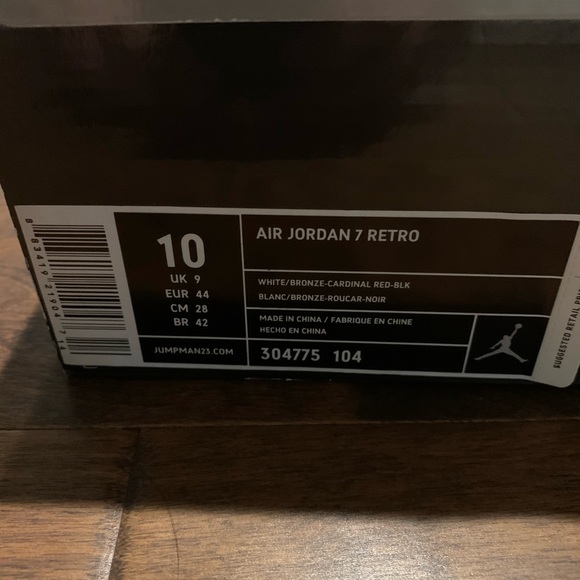 10
UK 9
EUR 44
CM 28
BR 42
JUMPMAN23.COM
AIR JORDAN 7 RETRO
WHITE/BRONZE-CARDINAL RED-BLK
BLANC/BRONZE-ROUCAR-NOIR
MADE IN CHINA / FABRIQUE EN CHINE
HECHO EN CHINA
304775 104
SUGGESTED RETAIL